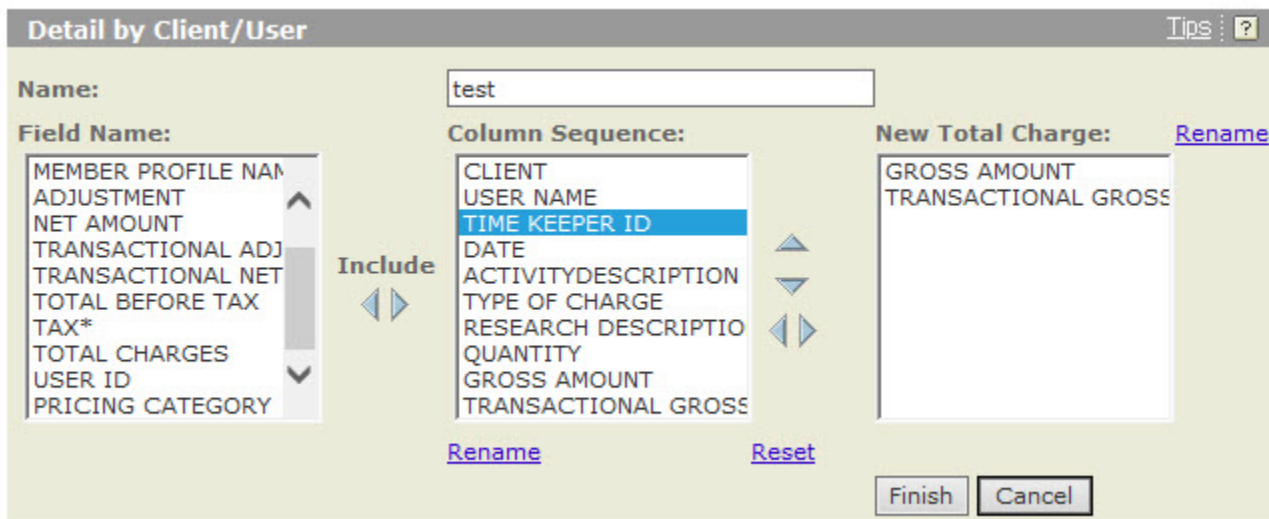 Detail by Client/User Tips ?
Name: test
Field Name: Column Sequence: New Total Charge: Rename
MEMBER PROFILE NAM
ADJUSTMENT
NET AMOUNT
TRANSACTIONAL ADJ
TRANSACTIONAL NET
TOTAL BEFORE TAX
TAX*
TOTAL CHARGES
USER ID
PRICING CATEGORY
Include
CLIENT
USER NAME
TIME KEEPER ID
DATE
ACTIVITYDESCRIPTION
TYPE OF CHARGE
RESEARCH DESCRIPTIO
QUANTITY
GROSS AMOUNT
TRANSACTIONAL GROSS
GROSS AMOUNT
TRANSACTIONAL GROSS
Rename Reset
Finish Cancel